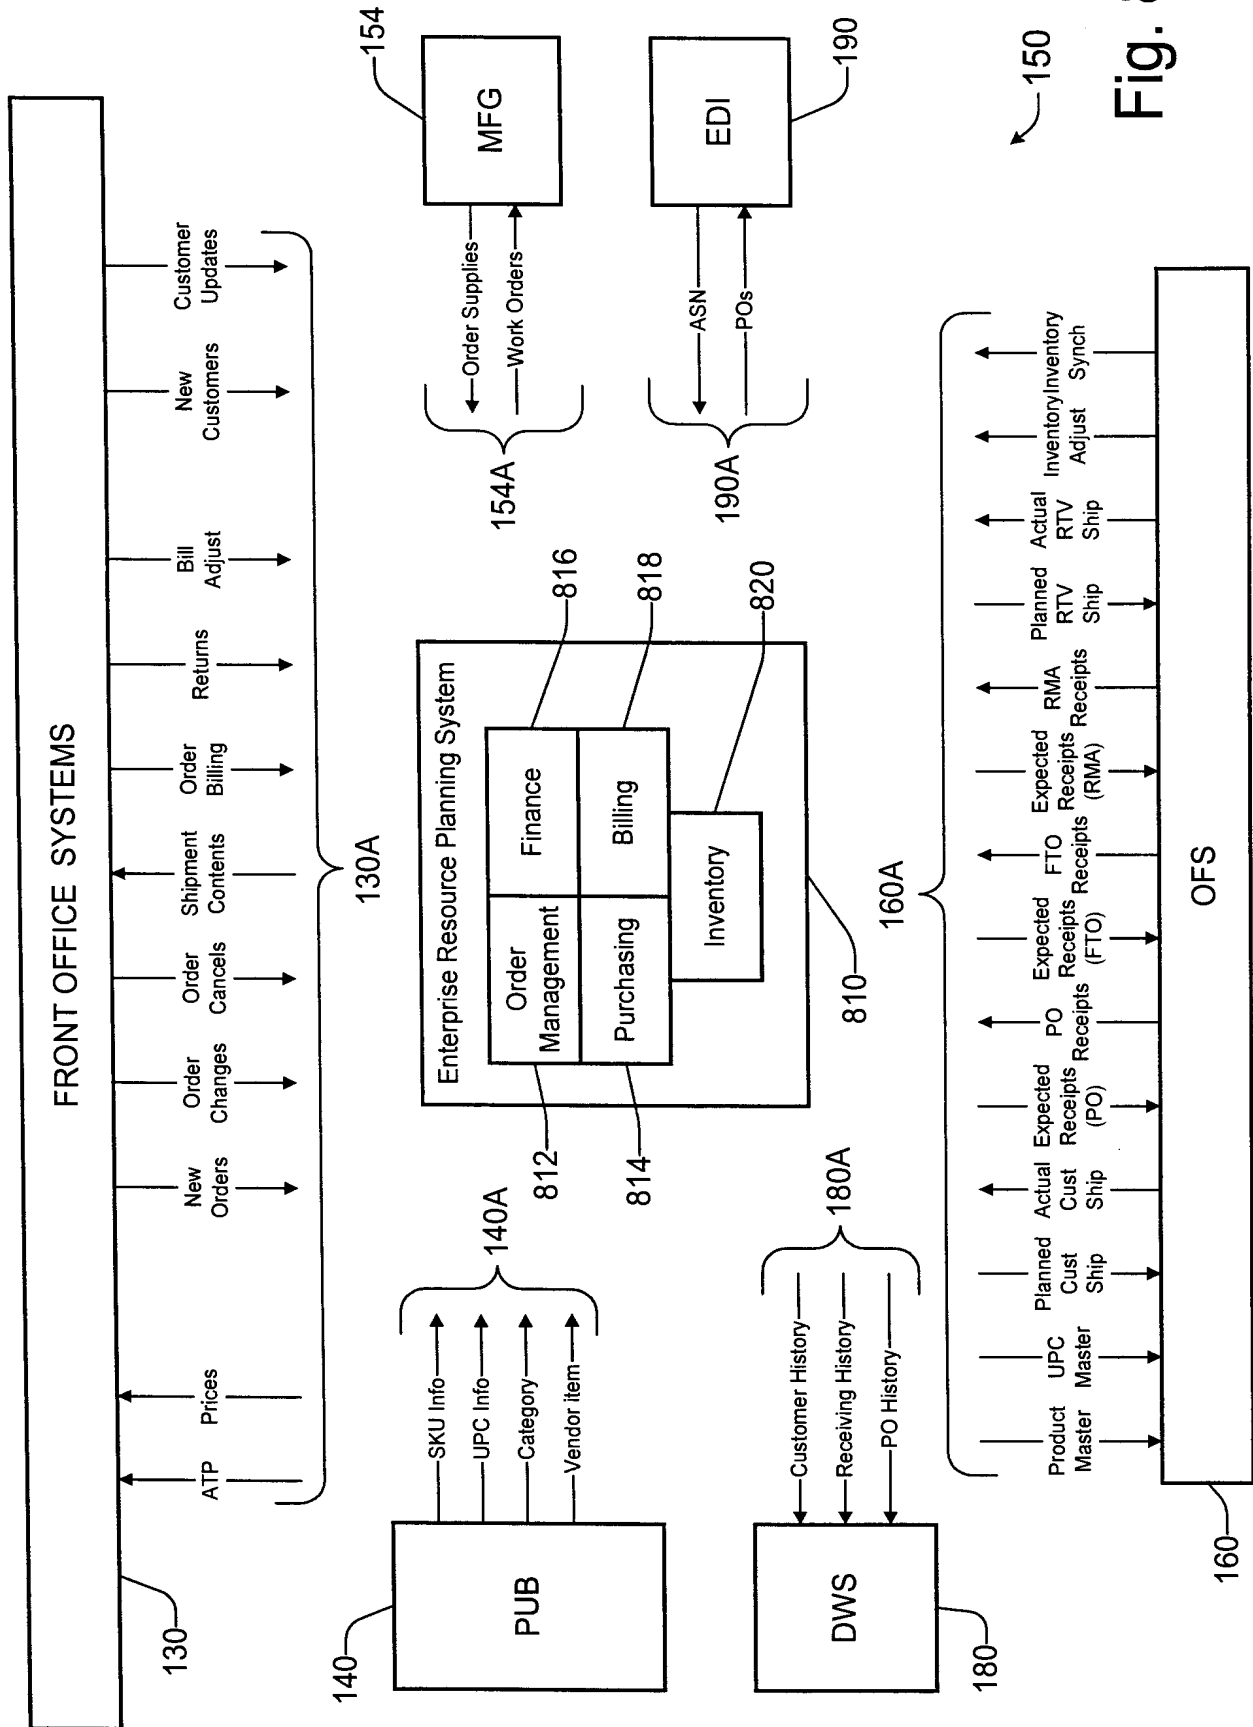 FRONT OFFICE SYSTEMS
130
ATP
Prices
New
Orders
Order
Changes
Order
Cancels
Shipment
Contents
Order
Billing
Returns
Bill
Adjust
New
Customers
Customer
Updates
130A
140
PUB
SKU Info
UPC Info
Category
Vendor item
140A
Enterprise Resource Planning System
Order
Management
Finance
Purchasing
Billing
Inventory
812
814
816
818
820
810
154
MFG
Order Supplies
Work Orders
154A
190
EDI
ASN
POs
190A
180
DWS
Customer History
Receiving History
PO History
180A
160A
Product
Master
UPC
Master
Planned
Cust
Ship
Actual
Cust
Ship
Expected
Receipts
(PO)
PO
Receipts
Expected
Receipts
(FTO)
FTO
Receipts
Expected
Receipts
(RMA)
RMA
Receipts
Planned
RTV
Ship
Actual
RTV
Ship
Inventory
Adjust
Inventory
Synch
OFS
160
150
Fig.